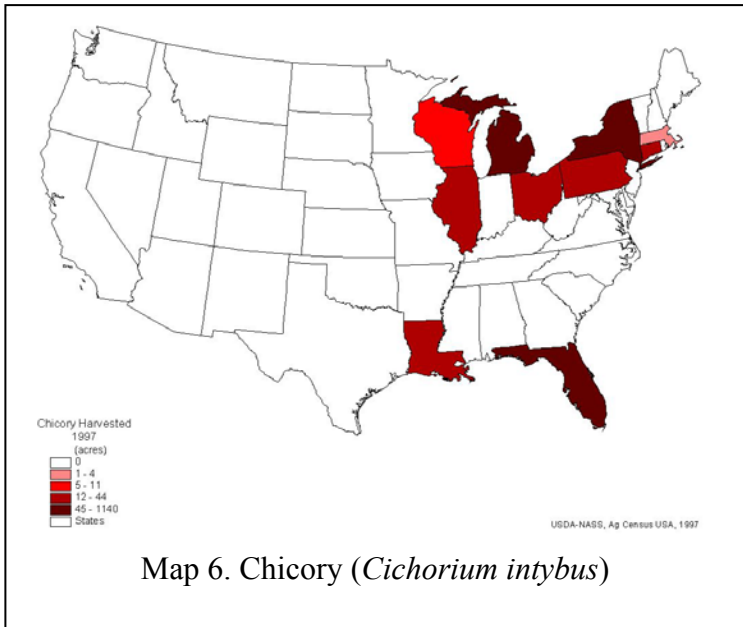 Chicory Harvested
1997
(acres)
0
1 - 4
5 - 11
12 - 44
45 - 1140
States
USDA-NASS, Ag Census USA, 1997
Map 6. Chicory (Cichorium intybus)